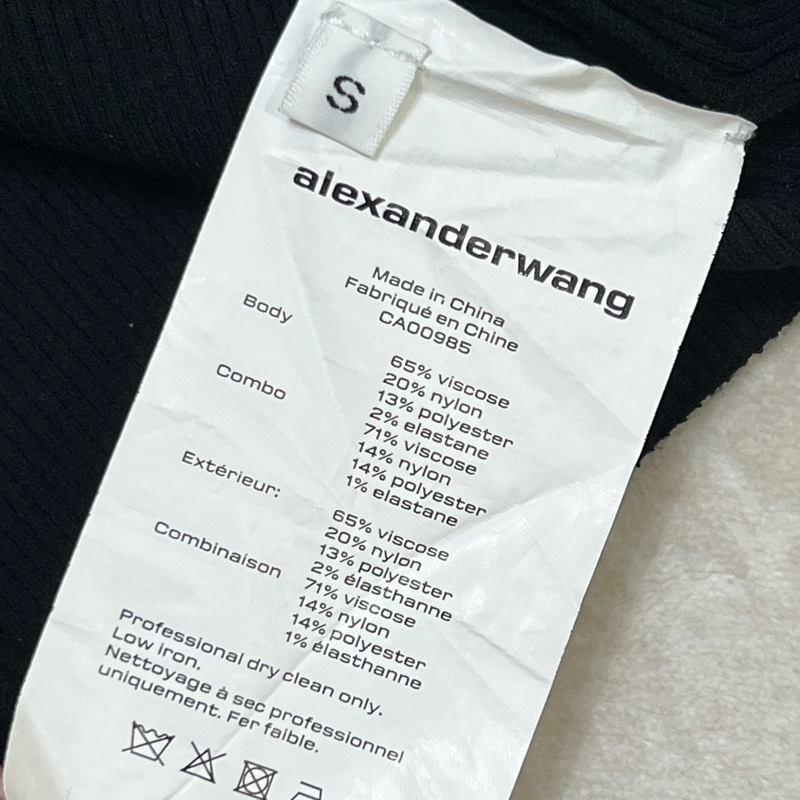 S
alexanderwang
Made in China
Fabriqué en Chine
CA00985
Body
65% viscose
20% nylon
13% polyester
2% elastane
Combo
71% viscose
14% nylon
14% polyester
1% elastane
Extérieur:
65% viscose
20% nylon
13% polyester
2% élasthanne
Combinaison
71% viscose
14% nylon
14% polyester
1% élasthanne
Professional dry clean only.
Low iron.
Nettoyage à sec professionnel
uniquement. Fer faible.